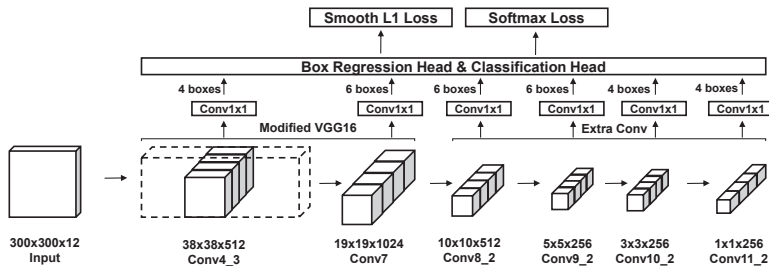 Smooth L1 Loss
Softmax Loss
Box Regression Head & Classification Head
4 boxes
6 boxes
6 boxes
6 boxes
4 boxes
4 boxes
Conv1x1
Conv1x1
Conv1x1
Conv1x1
Conv1x1
Conv1x1
Modified VGG16
Extra Conv
300x300x12
Input
38x38x512
Conv4_3
19x19x1024
Conv7
10x10x512
Conv8_2
5x5x256
Conv9_2
3x3x256
Conv10_2
1x1x256
Conv11_2